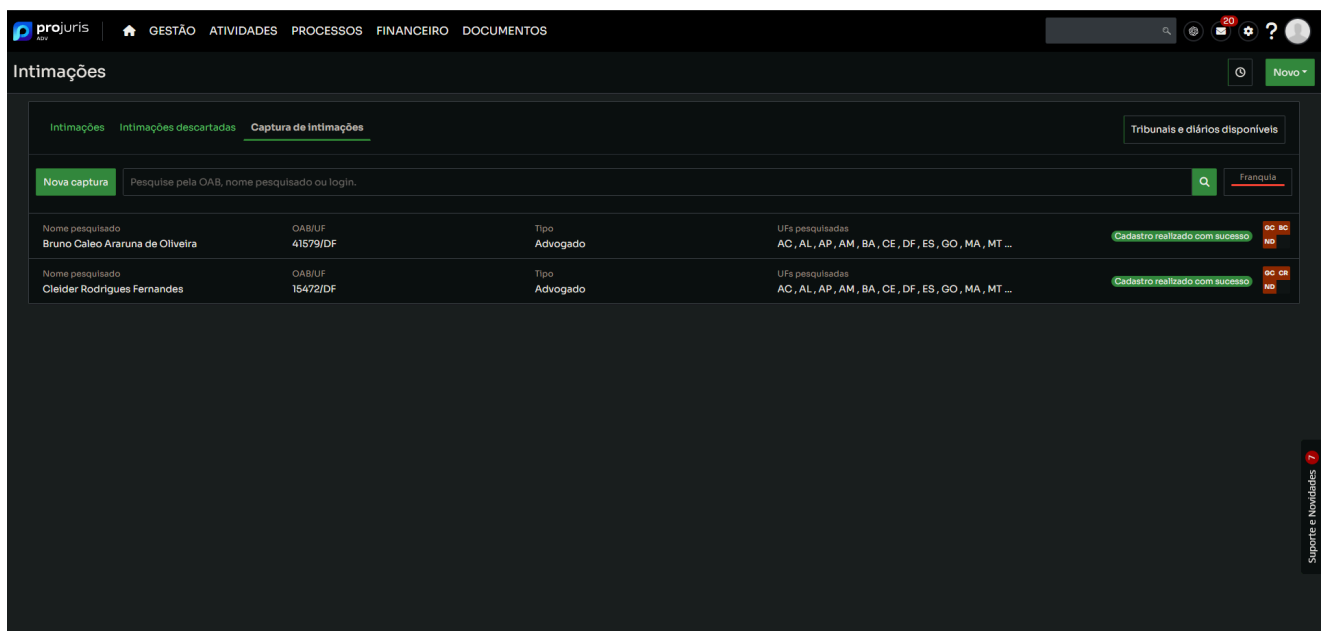 projuris
ADV
GESTÃO ATIVIDADES PROCESSOS FINANCEIRO DOCUMENTOS
20
?
Intimações
Novo
Intimações Intimações descartadas Captura de intimações
Tribunais e diários disponíveis
Nova captura
Pesquise pela OAB, nome pesquisado ou login.
Franquia
Nome pesquisado OAB/UF Tipo UFs pesquisadas
Bruno Caleo Araruna de Oliveira 41579/DF Advogado AC , AL , AP , AM , BA , CE , DF , ES , GO , MA , MT ...
Cadastro realizado com sucesso
GC BC
ND
Nome pesquisado OAB/UF Tipo UFs pesquisadas
Cleider Rodrigues Fernandes 15472/DF Advogado AC , AL , AP , AM , BA , CE , DF , ES , GO , MA , MT ...
Cadastro realizado com sucesso
GC CR
ND
Suporte e Novidades 7